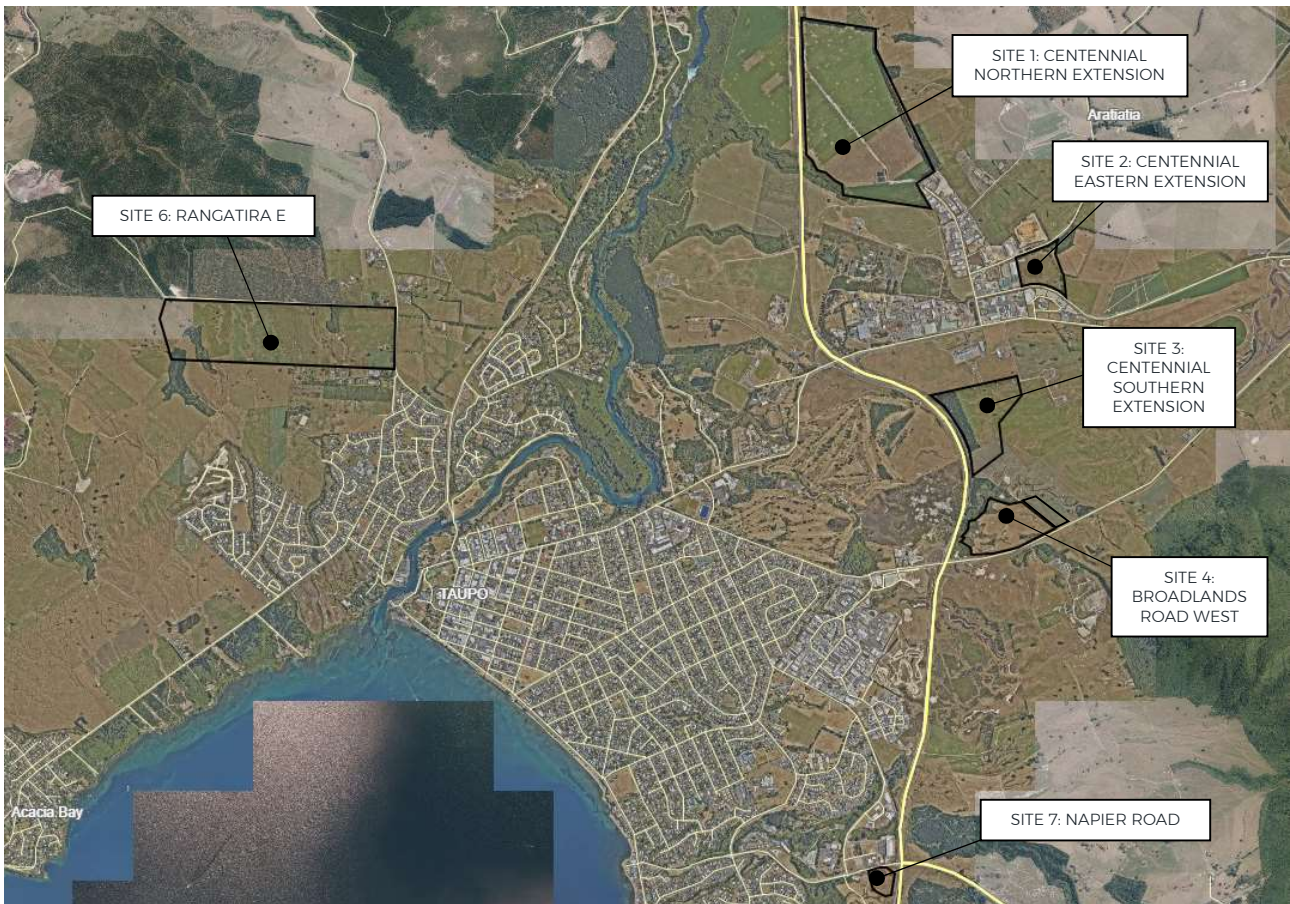 SITE 1: CENTENNIAL
NORTHERN EXTENSION
Aratiatia
SITE 2: CENTENNIAL
EASTERN EXTENSION
SITE 6: RANGATIRA E
SITE 3:
CENTENNIAL
SOUTHERN
EXTENSION
SITE 4:
BROADLANDS
ROAD WEST
TAUPO
Acacia Bay
SITE 7: NAPIER ROAD